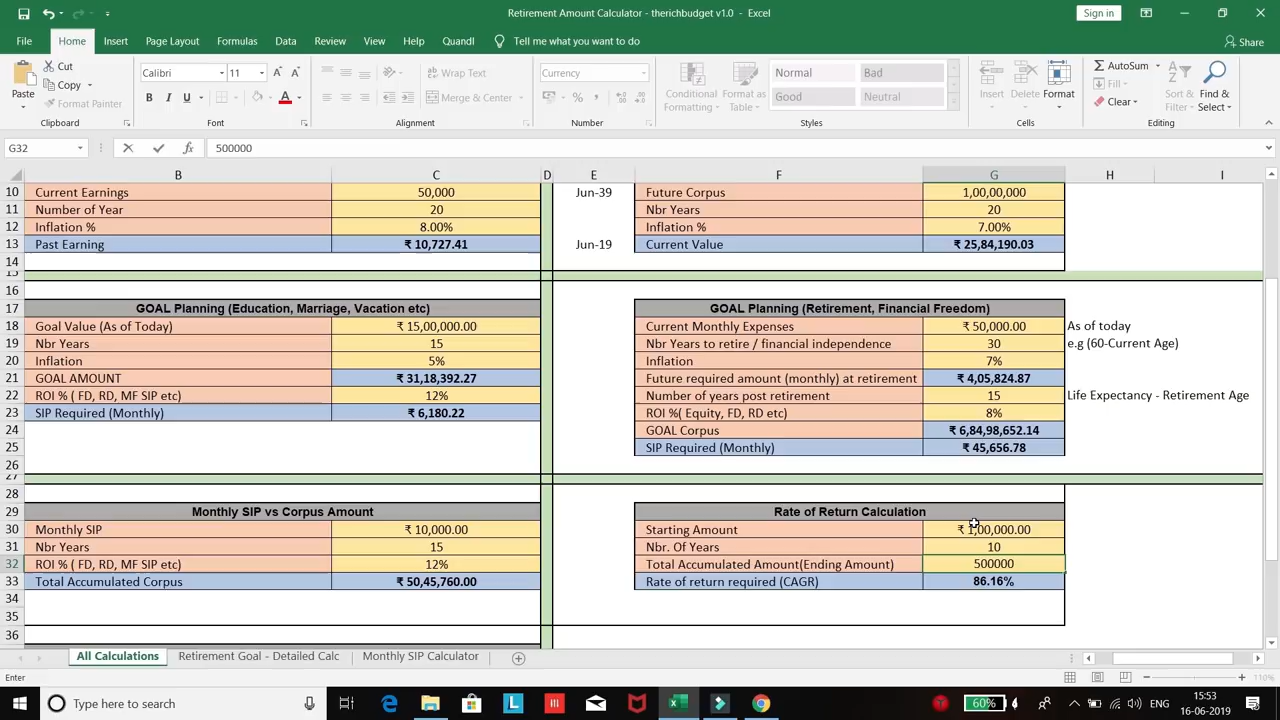 Retirement Amount Calculator - therichbudget v1.0 - Excel
Sign in
File Home Insert Page Layout Formulas Data Review View Help Quandl Tell me what you want to do Share
Paste Cut Copy Format Painter
Calibri 11
B I U A
Wrap Text
Merge & Center
Currency
% ,
Conditional Formatting Format as Table
Normal Bad
Good Neutral
Insert Delete Format
AutoSum Fill Clear
Sort & Filter Find & Select
Clipboard Font Alignment Number Styles Cells Editing
G32 fx 500000
B C D E F G H I
10 Current Earnings 50,000 Jun-39 Future Corpus 1,00,00,000
11 Number of Year 20 Nbr Years 20
12 Inflation % 8.00% Inflation % 7.00%
13 Past Earning ₹ 10,727.41 Jun-19 Current Value ₹ 25,84,190.03
14
15
16
17 GOAL Planning (Education, Marriage, Vacation etc) GOAL Planning (Retirement, Financial Freedom)
18 Goal Value (As of Today) ₹ 15,00,000.00 Current Monthly Expenses ₹ 50,000.00 As of today
19 Nbr Years 15 Nbr Years to retire / financial independence 30 e.g (60-Current Age)
20 Inflation 5% Inflation 7%
21 GOAL AMOUNT ₹ 31,18,392.27 Future required amount (monthly) at retirement ₹ 4,05,824.87
22 ROI % ( FD, RD, MF SIP etc) 12% Number of years post retirement 15 Life Expectancy - Retirement Age
23 SIP Required (Monthly) ₹ 6,180.22 ROI %( Equity, FD, RD etc) 8%
24 GOAL Corpus ₹ 6,84,98,652.14
25 SIP Required (Monthly) ₹ 45,656.78
26
27
28
29 Monthly SIP vs Corpus Amount Rate of Return Calculation
30 Monthly SIP ₹ 10,000.00 Starting Amount ₹ 1,00,000.00
31 Nbr Years 15 Nbr. Of Years 10
32 ROI % ( FD, RD, MF SIP etc) 12% Total Accumulated Amount(Ending Amount) 500000
33 Total Accumulated Corpus ₹ 50,45,760.00 Rate of return required (CAGR) 86.16%
34
35
36
All Calculations Retirement Goal - Detailed Calc Monthly SIP Calculator
Enter 110%
Type here to search 60% ENG 15:53
16-06-2019